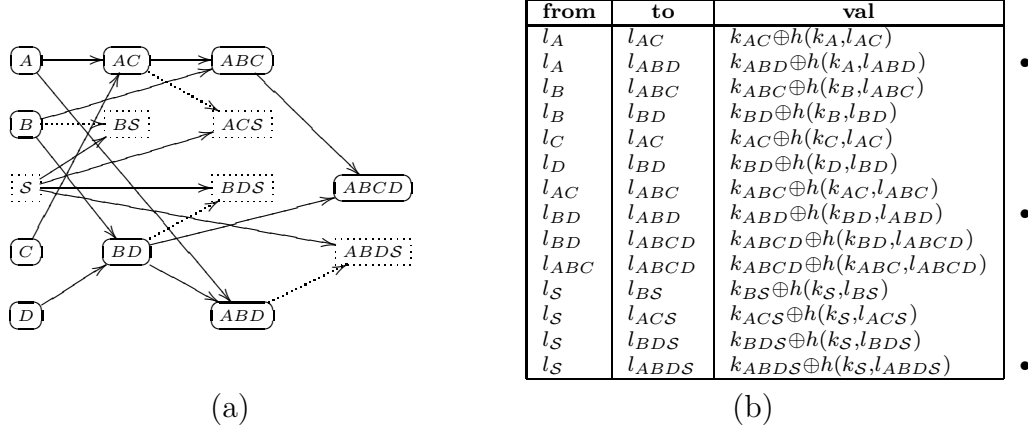 A AC ABC
B B𝒮 AC𝒮
𝒮 BD𝒮 ABCD
C BD ABD𝒮
D ABD
(a)
from to val
l_A l_AC k_AC⊕h(k_A,l_AC)
l_A l_ABD k_ABD⊕h(k_A,l_ABD) •
l_B l_ABC k_ABC⊕h(k_B,l_ABC)
l_B l_BD k_BD⊕h(k_B,l_BD)
l_C l_AC k_AC⊕h(k_C,l_AC)
l_D l_BD k_BD⊕h(k_D,l_BD)
l_AC l_ABC k_ABC⊕h(k_AC,l_ABC)
l_BD l_ABD k_ABD⊕h(k_BD,l_ABD) •
l_BD l_ABCD k_ABCD⊕h(k_BD,l_ABCD)
l_ABC l_ABCD k_ABCD⊕h(k_ABC,l_ABCD)
l_𝒮 l_B𝒮 k_B𝒮⊕h(k_𝒮,l_B𝒮)
l_𝒮 l_AC𝒮 k_AC𝒮⊕h(k_𝒮,l_AC𝒮)
l_𝒮 l_BD𝒮 k_BD𝒮⊕h(k_𝒮,l_BD𝒮)
l_𝒮 l_ABD𝒮 k_ABD𝒮⊕h(k_𝒮,l_ABD𝒮) •
(b)